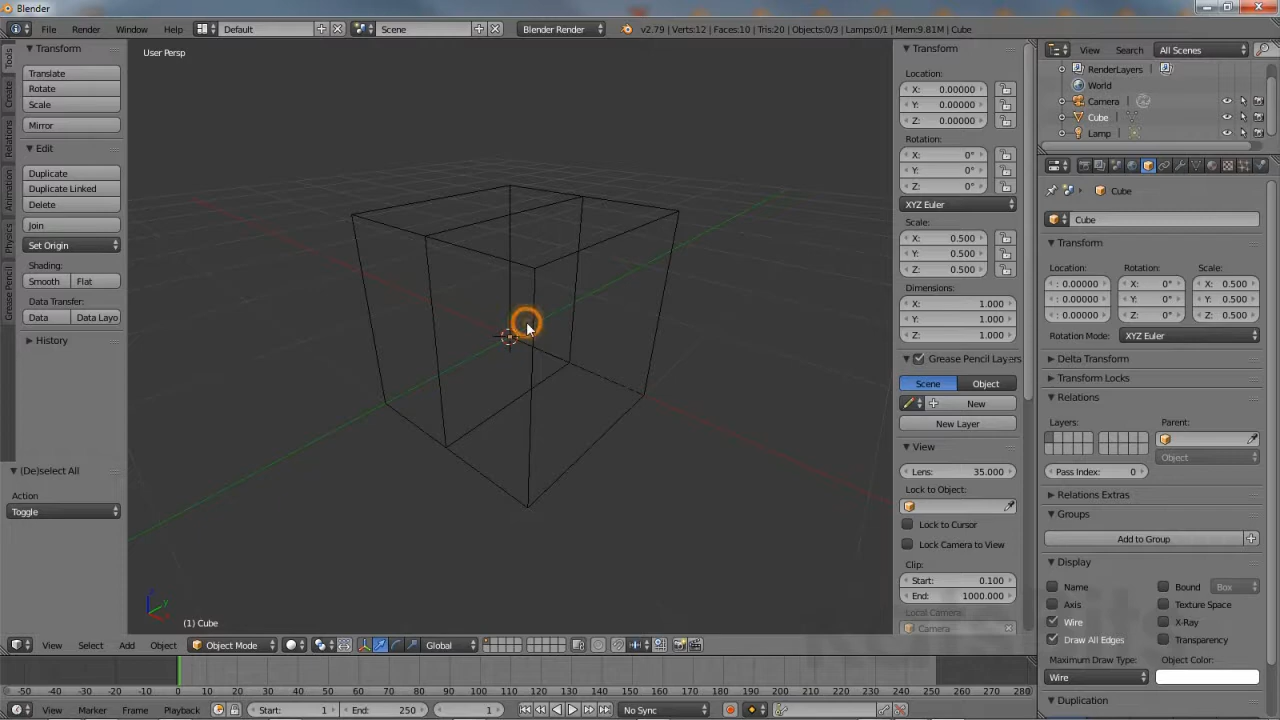 Blender
File Render Window Help Default Scene Blender Render v2.79 | Verts:12 | Faces:10 | Tris:20 | Objects:0/3 | Lamps:0/1 | Mem:9.81M | Cube
Tools
Create
Relations
Animation
Physics
Grease Pencil
Transform
Translate
Rotate
Scale
Mirror
Edit
Duplicate
Duplicate Linked
Delete
Join
Set Origin
Shading:
Smooth Flat
Data Transfer:
Data Data Layo
History
(De)select All
Action
Toggle
User Persp
(1) Cube
z
y
Transform
Location:
X: 0.00000
Y: 0.00000
Z: 0.00000
Rotation:
X: 0°
Y: 0°
Z: 0°
XYZ Euler
Scale:
X: 0.500
Y: 0.500
Z: 0.500
Dimensions:
X: 1.000
Y: 1.000
Z: 1.000
Grease Pencil Layers
Scene Object
New
New Layer
View
Lens: 35.000
Lock to Object:
Lock to Cursor
Lock Camera to View
Clip:
Start: 0.100
End: 1000.000
Local Camera:
Camera
View Search All Scenes
RenderLayers
World
Camera
Cube
Lamp
Cube
Cube
Transform
Location: Rotation: Scale:
: 0.00000 X: 0° X: 0.500
: 0.00000 Y: 0° Y: 0.500
: 0.00000 Z: 0° Z: 0.500
Rotation Mode: XYZ Euler
Delta Transform
Transform Locks
Relations
Layers: Parent:
Object
Pass Index: 0
Relations Extras
Groups
Add to Group
Display
Name Bound Box
Axis Texture Space
Wire X-Ray
Draw All Edges Transparency
Maximum Draw Type: Object Color:
Wire
Duplication
View Select Add Object Object Mode Global
-50 -40 -30 -20 -10 0 10 20 30 40 50 60 70 80 90 100 110 120 130 140 150 160 170 180 190 200 210 220 230 240 250 260 270 280
View Marker Frame Playback Start: 1 End: 250 1 No Sync